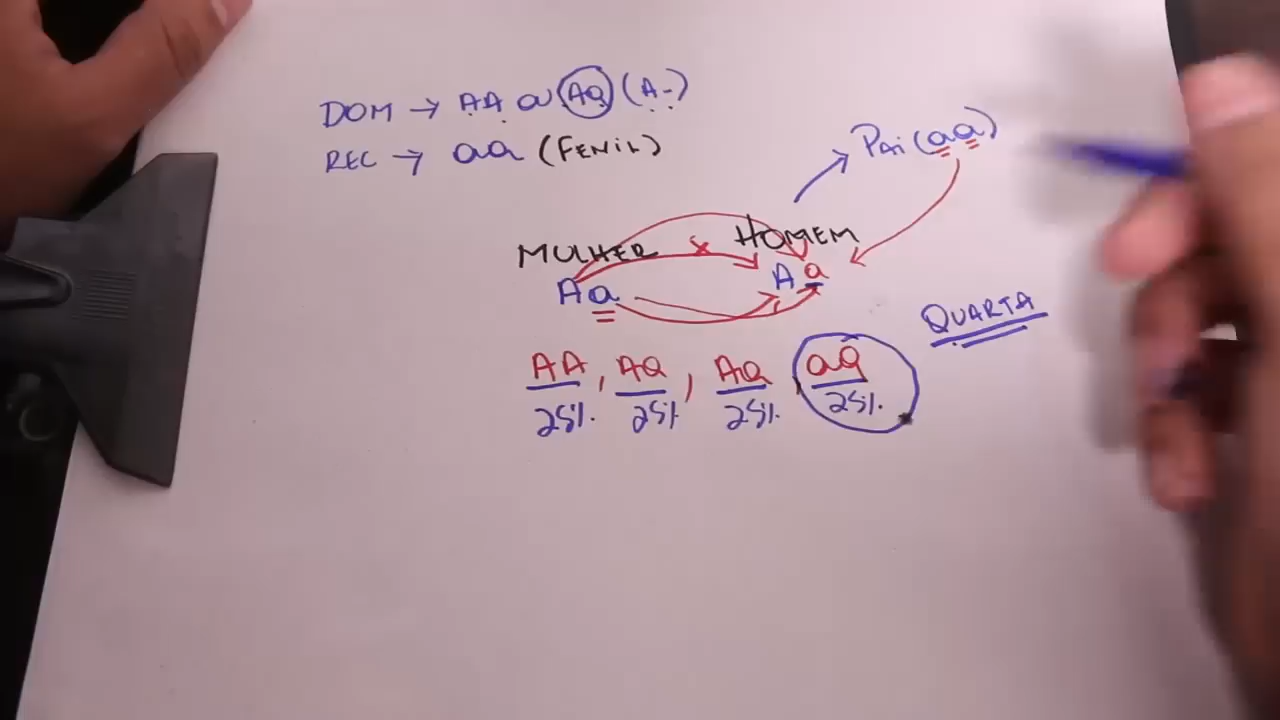 DOM → AA ou Aa (A-)
REC → aa (FENIL)
PAi (aa)
MULHER x HOMEM
Aa Aa
QUARTA
AA, Aa, Aa, aa
25% 25% 25% 25%